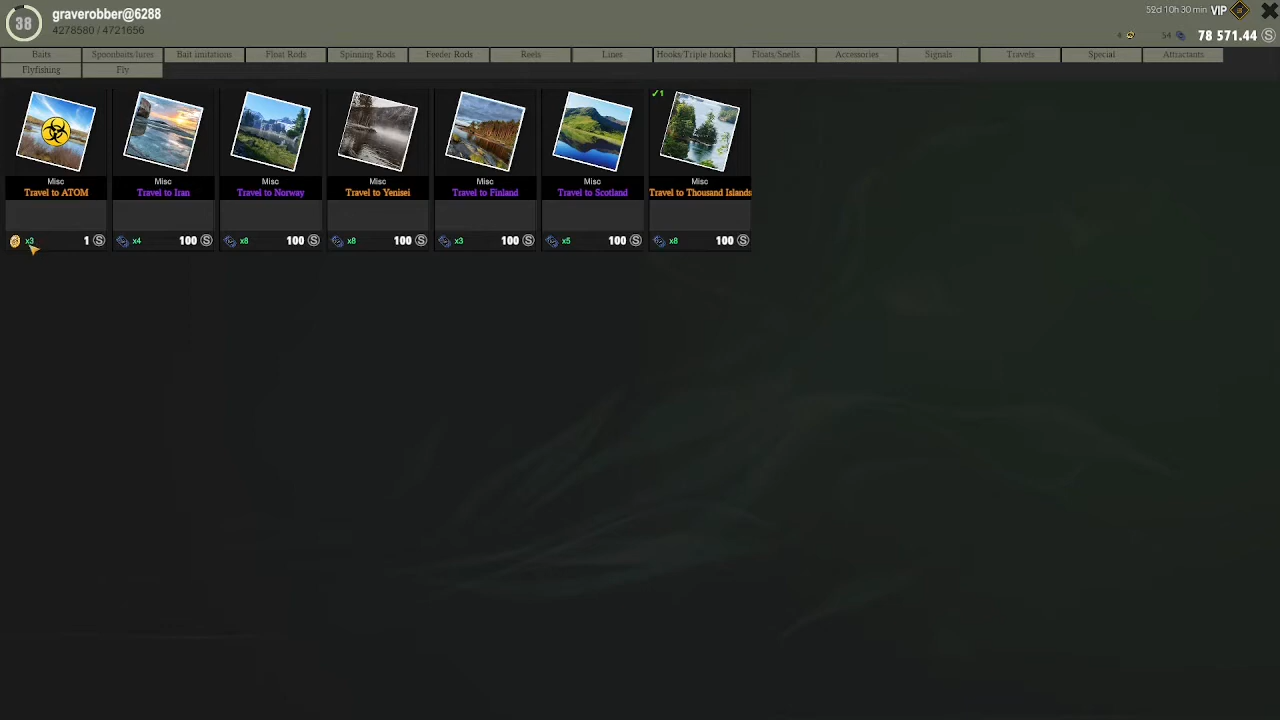 38
graverobber@6288
4278580 / 4721656
52d 10h 30 min VIP
4 54 78 571.44 S
Baits Spoonbaits/lures Bait imitations Float Rods Spinning Rods Feeder Rods Reels Lines Hooks/Triple hooks Floats/Snells Accessories Signals Travels Special Attractants
Flyfishing Fly
✓1
Misc Misc Misc Misc Misc Misc Misc
Travel to ATOM Travel to Iran Travel to Norway Travel to Yenisei Travel to Finland Travel to Scotland Travel to Thousand Islands
x3 1 S x4 100 S x8 100 S x8 100 S x3 100 S x5 100 S x8 100 S